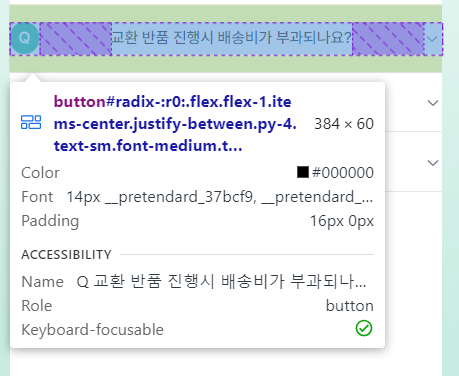 Q 교환 반품 진행시 배송비가 부과되나요?
button#radix-:r0:.flex.flex-1.ite
ms-center.justify-between.py-4.
text-sm.font-medium.t... 384 × 60
Color #000000
Font 14px __pretendard_37bcf9, __pretendard_...
Padding 16px 0px
ACCESSIBILITY
Name Q 교환 반품 진행시 배송비가 부과되나...
Role button
Keyboard-focusable